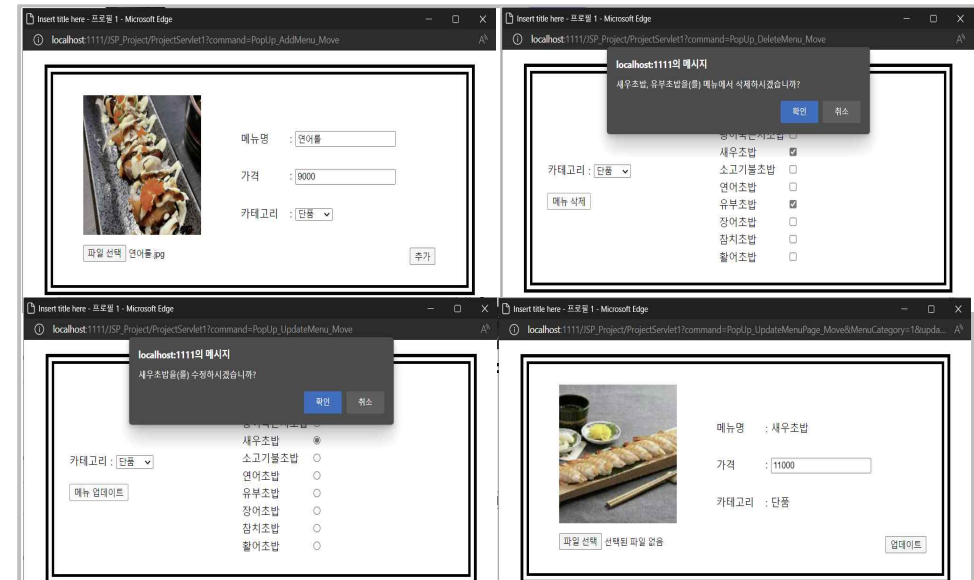 Insert title here - 프로필 1 - Microsoft Edge
localhost:1111/JSP_Project/ProjectServlet1?command=PopUp_AddMenu_Move
메뉴명 : 연어롤
가격 : 9000
카테고리 : 단품
파일 선택 연어롤.jpg
추가
Insert title here - 프로필 1 - Microsoft Edge
localhost:1111/JSP_Project/ProjectServlet1?command=PopUp_DeleteMenu_Move
localhost:1111의 메시지
새우초밥, 유부초밥을(를) 메뉴에서 삭제하시겠습니까?
확인 취소
새우초밥
카테고리 : 단품
소고기불초밥
연어초밥
메뉴 삭제
유부초밥
장어초밥
참치초밥
활어초밥
Insert title here - 프로필 1 - Microsoft Edge
localhost:1111/JSP_Project/ProjectServlet1?command=PopUp_UpdateMenu_Move
localhost:1111의 메시지
새우초밥을(를) 수정하시겠습니까?
확인 취소
새우초밥
카테고리 : 단품
소고기불초밥
연어초밥
메뉴 업데이트
유부초밥
장어초밥
참치초밥
활어초밥
Insert title here - 프로필 1 - Microsoft Edge
localhost:1111/JSP_Project/ProjectServlet1?command=PopUp_UpdateMenuPage_Move&MenuCategory=1&upda...
메뉴명 : 새우초밥
가격 : 11000
카테고리 : 단품
파일 선택 선택된 파일 없음
업데이트